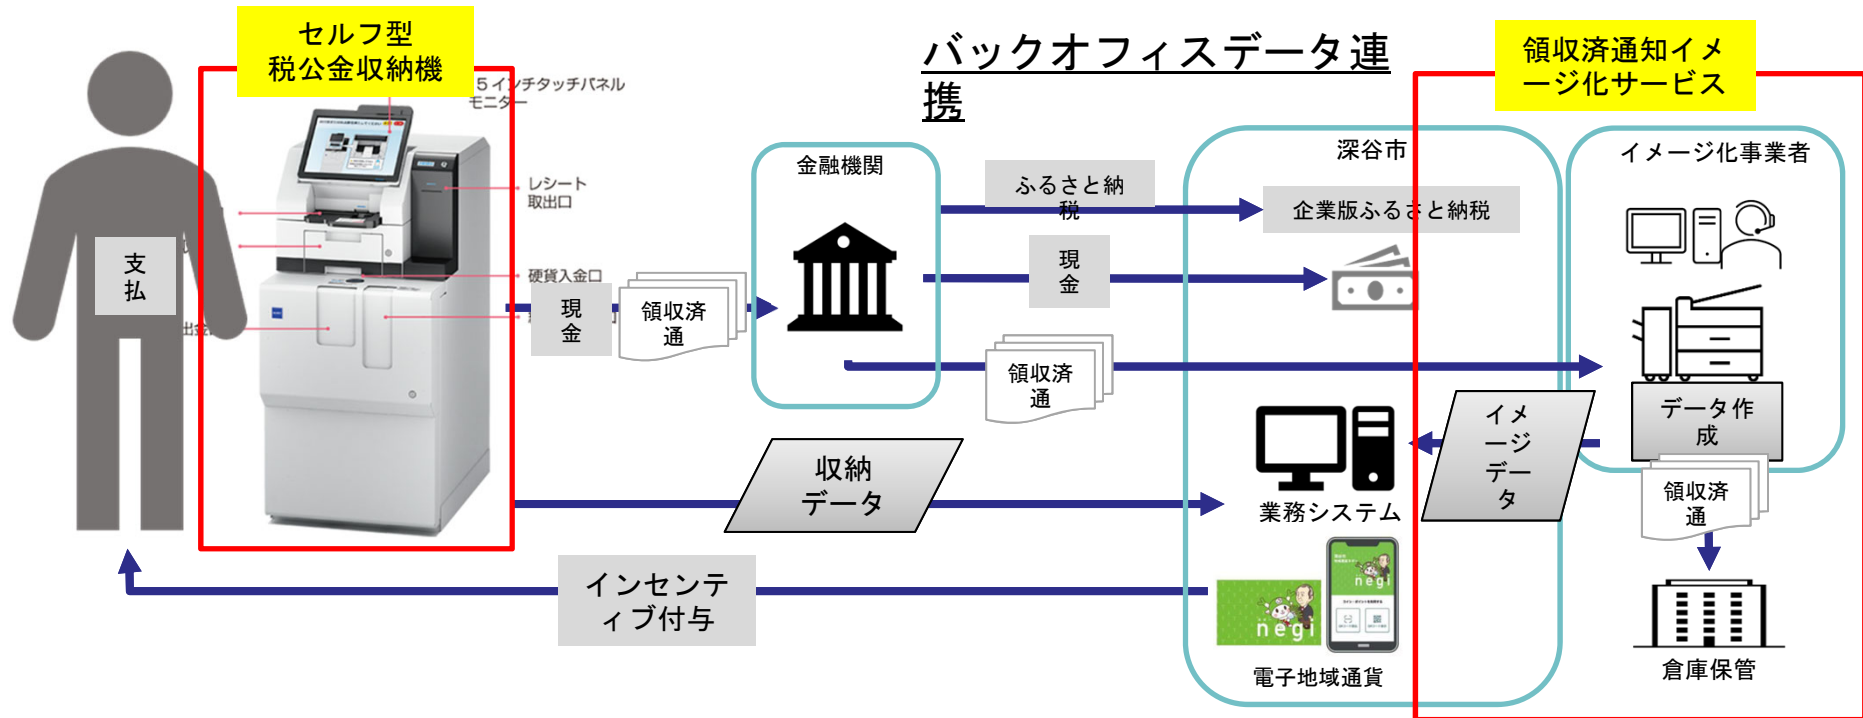 セルフ型
税公金収納機
バックオフィスデータ連
携
領収済通知イメ
ージ化サービス
5インチタッチパネル
モニター
レシート
取出口
硬貨入金口
支
払
現
金
領収済
通
金融機関
ふるさと納
税
現
金
領収済
通
深谷市
企業版ふるさと納税
イメージ化事業者
データ作
成
イメ
ージ
デー
タ
領収済
通
倉庫保管
収納
データ
業務システム
インセンテ
ィブ付与
negi
negi
電子地域通貨